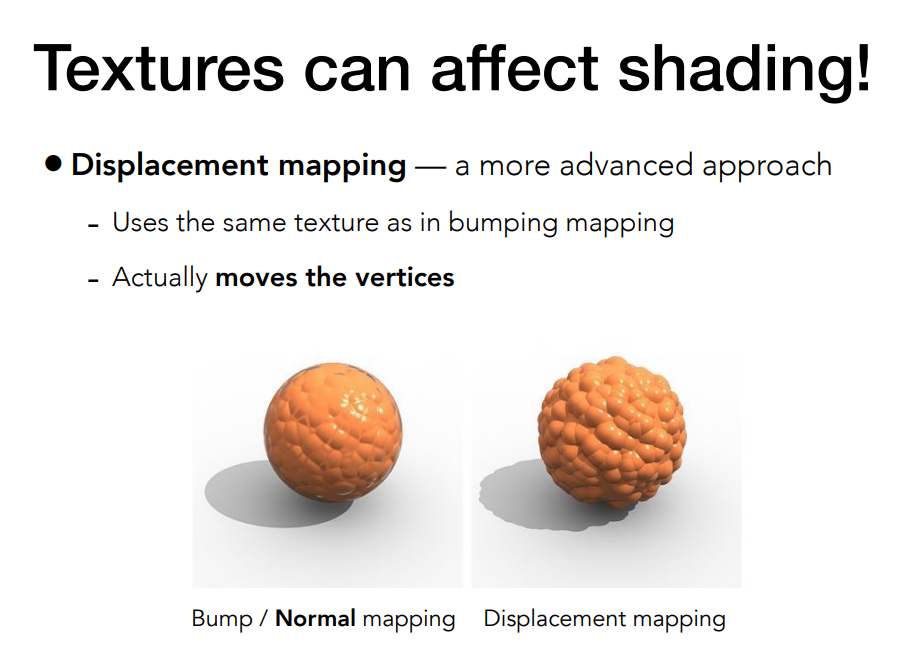 Textures can affect shading!
● Displacement mapping — a more advanced approach
- Uses the same texture as in bumping mapping
- Actually moves the vertices
Bump / Normal mapping Displacement mapping